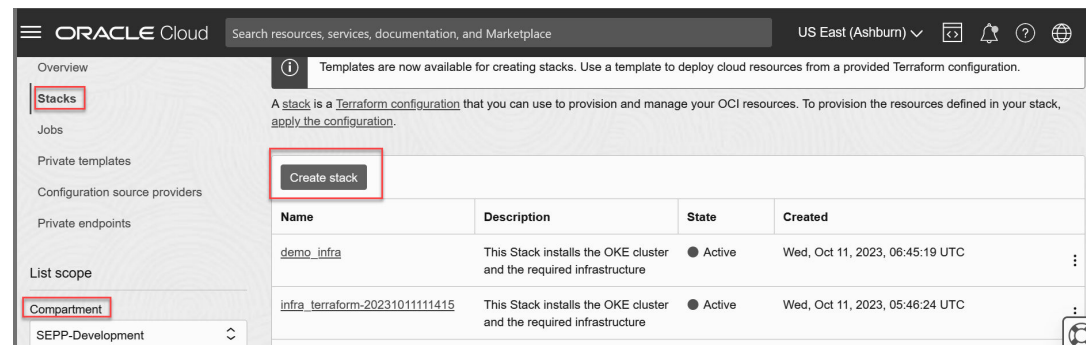 ORACLE Cloud
Search resources, services, documentation, and Marketplace
US East (Ashburn)
Overview
Stacks
Jobs
Private templates
Configuration source providers
Private endpoints
List scope
Compartment
SEPP-Development
Templates are now available for creating stacks. Use a template to deploy cloud resources from a provided Terraform configuration.
A stack is a Terraform configuration that you can use to provision and manage your OCI resources. To provision the resources defined in your stack,
apply the configuration.
Create stack
Name Description State Created
demo_infra This Stack installs the OKE cluster Active Wed, Oct 11, 2023, 06:45:19 UTC
and the required infrastructure
infra_terraform-20231011111415 This Stack installs the OKE cluster Active Wed, Oct 11, 2023, 05:46:24 UTC
and the required infrastructure